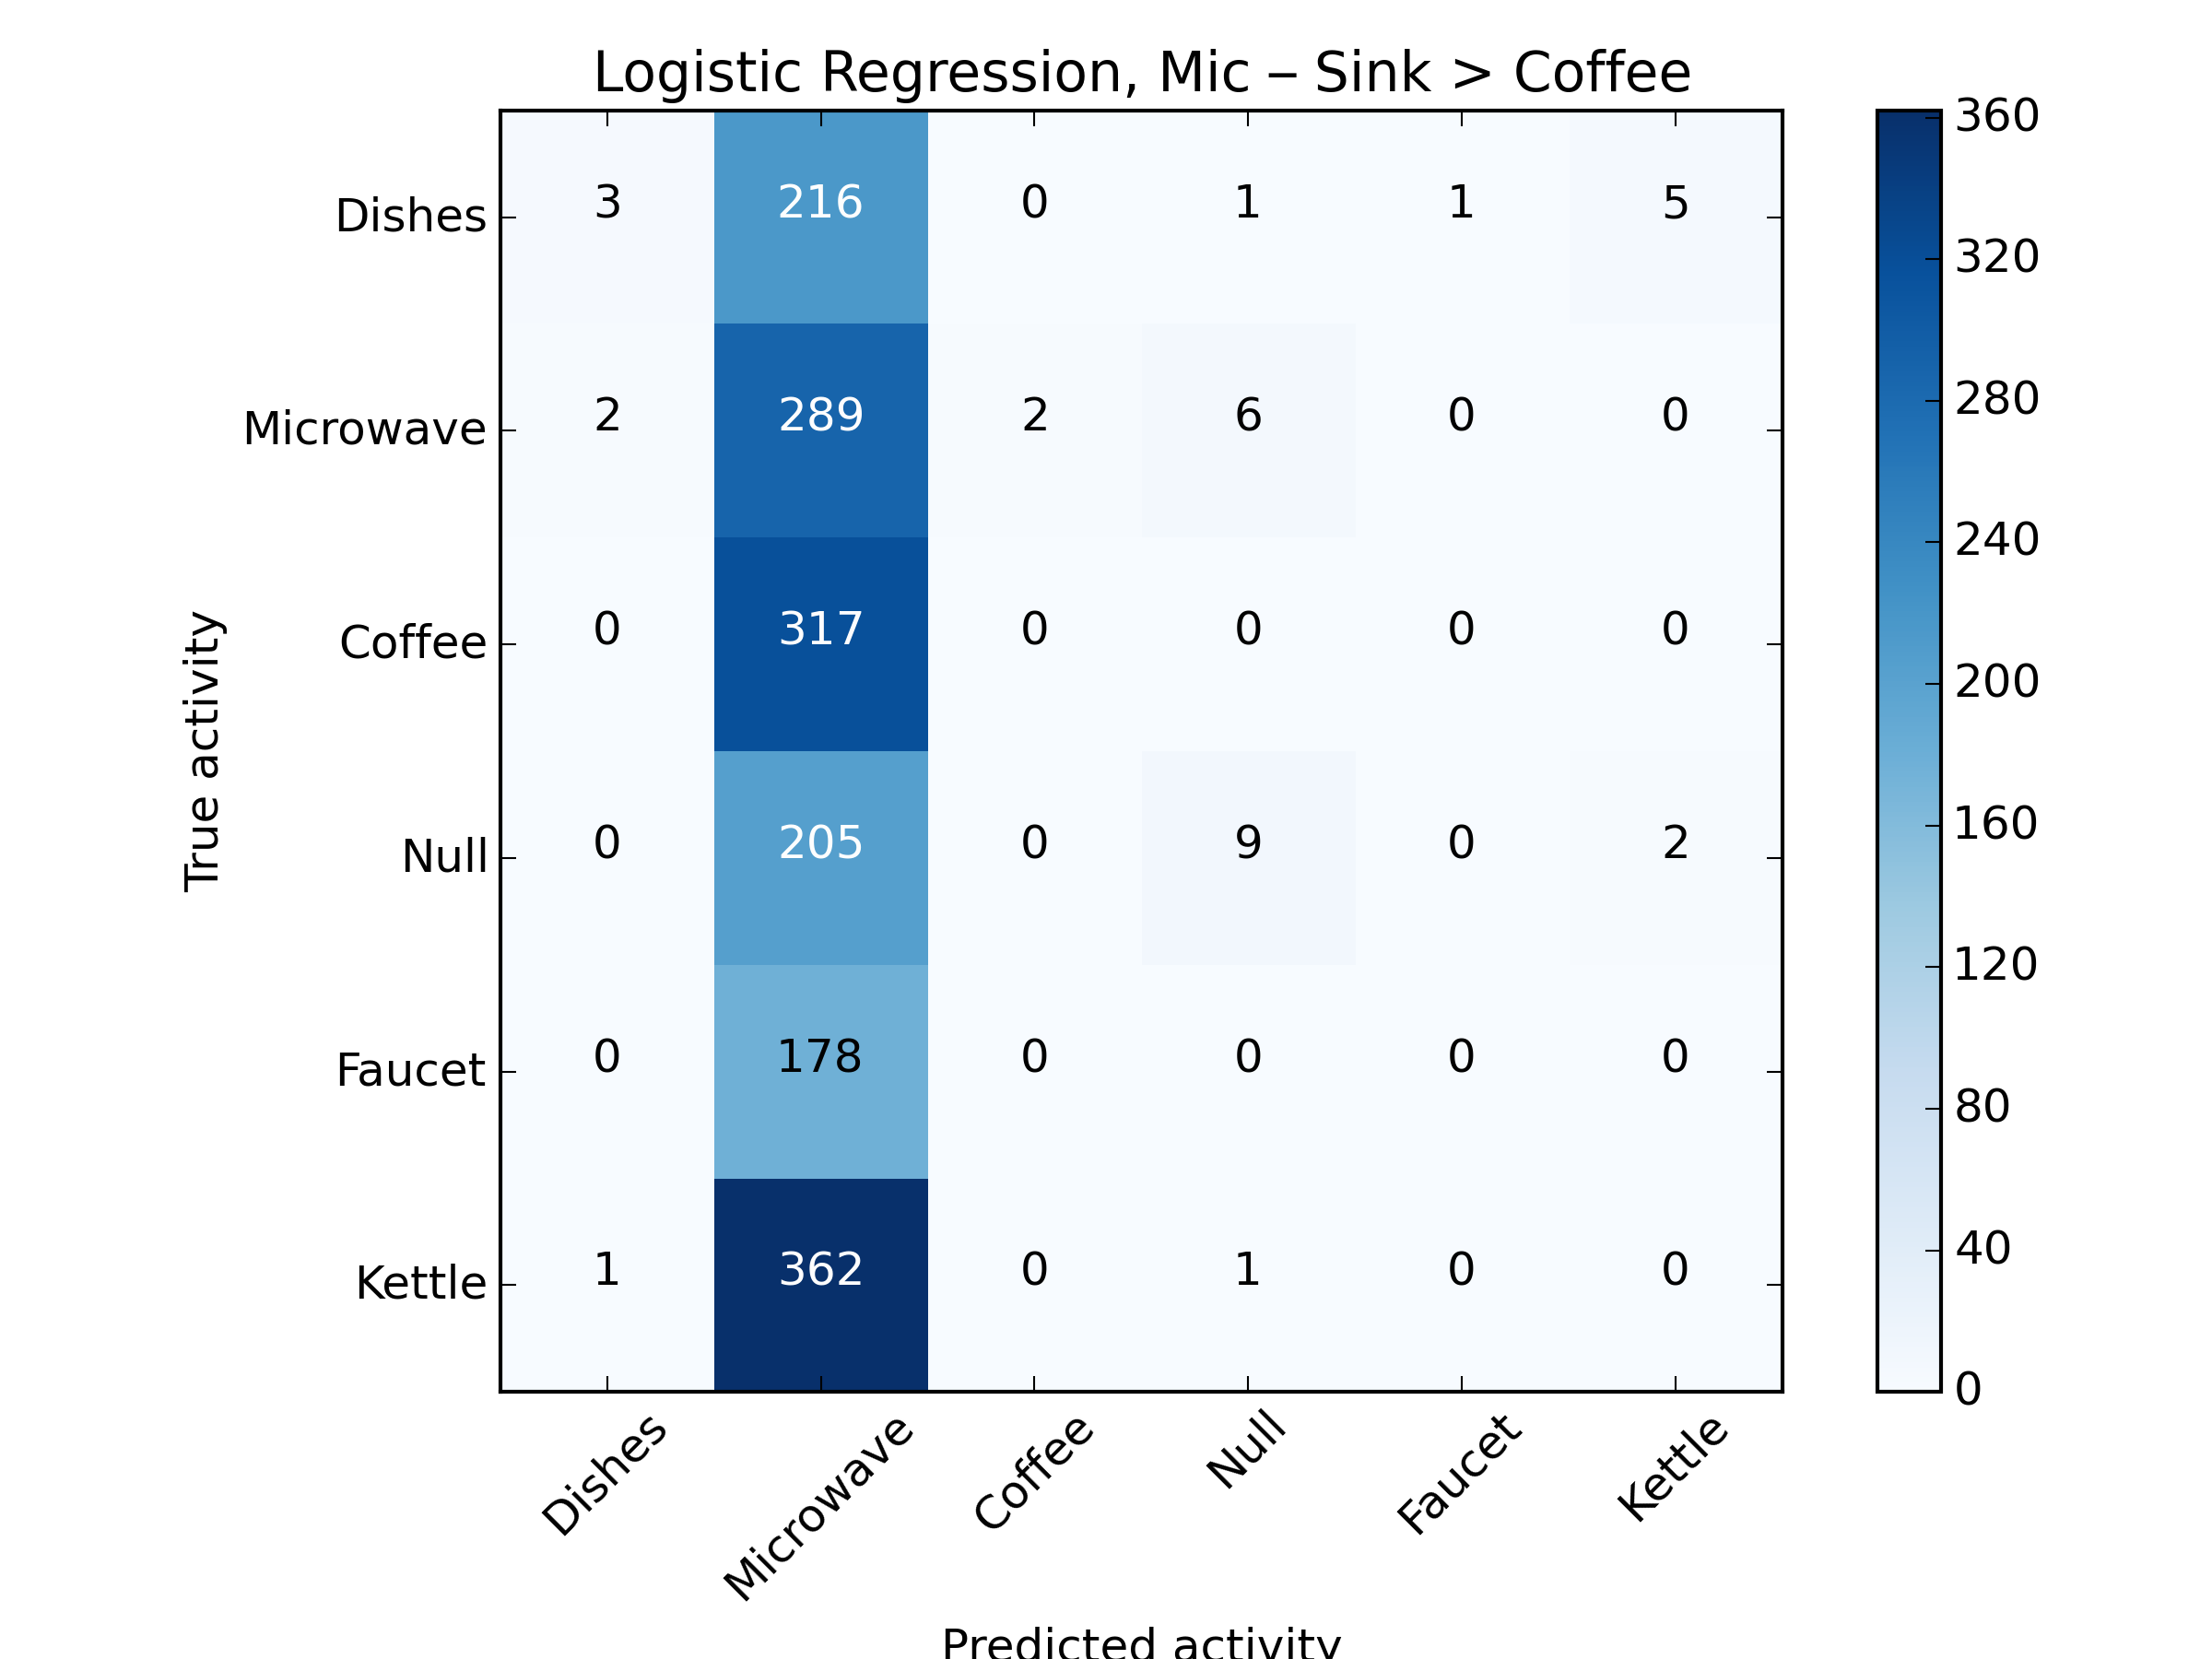 Logistic Regression, Mic – Sink > Coffee
True activity
Dishes 3 216 0 1 1 5
Microwave 2 289 2 6 0 0
Coffee 0 317 0 0 0 0
Null 0 205 0 9 0 2
Faucet 0 178 0 0 0 0
Kettle 1 362 0 1 0 0
Dishes Microwave Coffee Null Faucet Kettle
Predicted activity
360
320
280
240
200
160
120
80
40
0